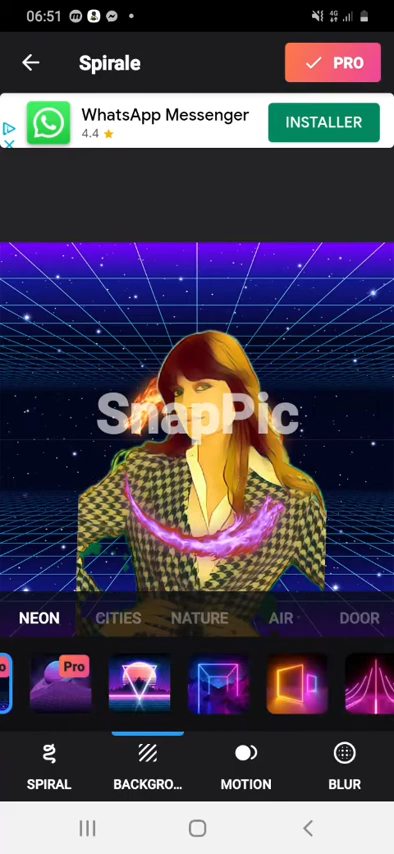 06:51
4G
Spirale
PRO
WhatsApp Messenger
4.4
INSTALLER
SnapPic
NEON CITIES NATURE AIR DOOR
Pro
SPIRAL BACKGRO... MOTION BLUR